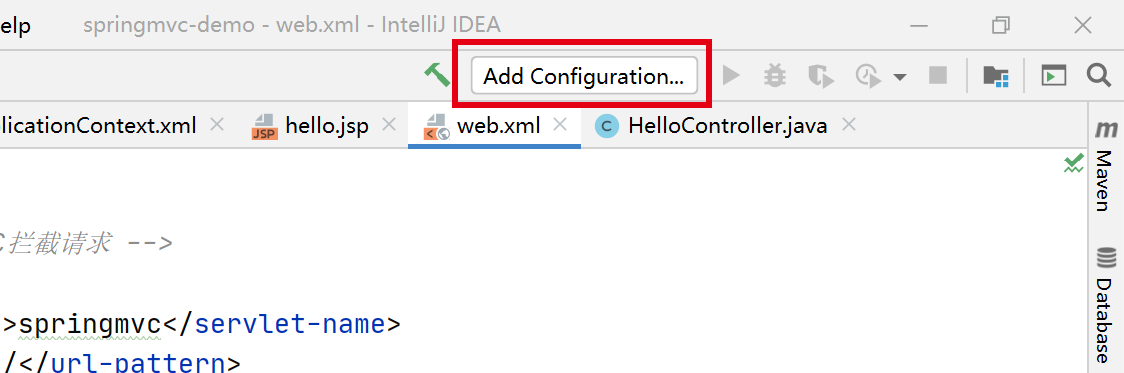 elp springmvc-demo - web.xml - IntelliJ IDEA
Add Configuration...
licationContext.xml JSP hello.jsp web.xml C HelloController.java
m
Maven
C拦截请求 -->
Database
>springmvc</servlet-name>
/</url-pattern>